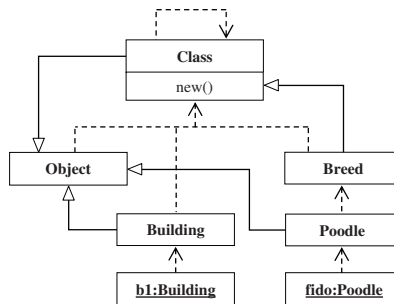 Class
new()
Object
Breed
Building
Poodle
b1:Building
fido:Poodle